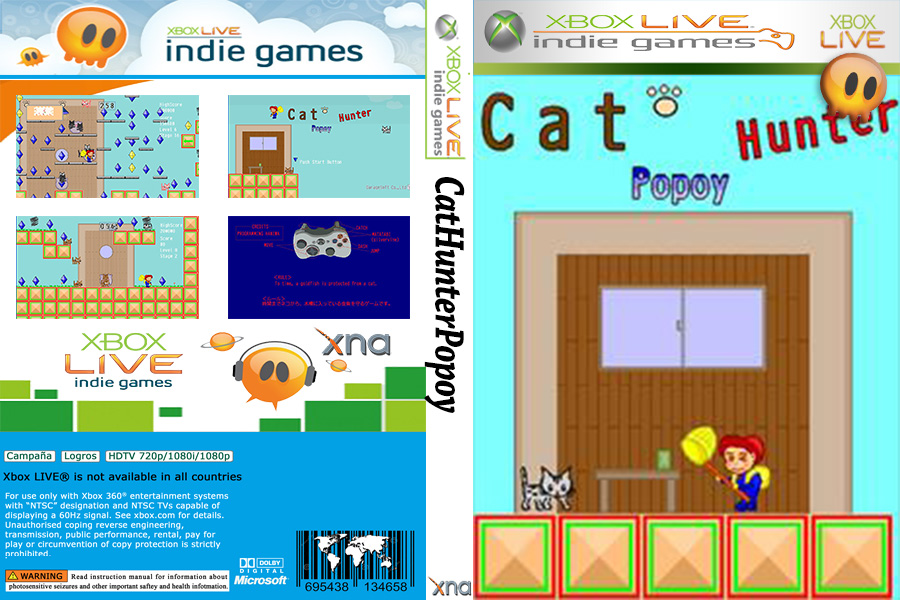 XBOX LIVE
indie games
Cat
Hunter
Popoy
Push Start Button
XBOX
LIVE
indie games
xna
Campaña
Logros
HDTV 720p/1080i/1080p
Xbox LIVE® is not available in all countries
For use only with Xbox 360® entertainment systems
with “NTSC” designation and NTSC TVs capable of
displaying a 60Hz signal. See xbox.com for details.
Unauthorised coping reverse engineering,
transmission, public performance, rental, pay for
play or circumvention of copy protection is strictly
prohibited.
WARNING Read instruction manual for information about
photosensitive seizures and other important saftey and health information.
DOLBY
DIGITAL
Microsoft
695438 134658
XBOX LIVE
indie games
CatHunterPopoy
xna
XBOX LIVE
indie games
XBOX
LIVE
Cat
Hunter
Popoy